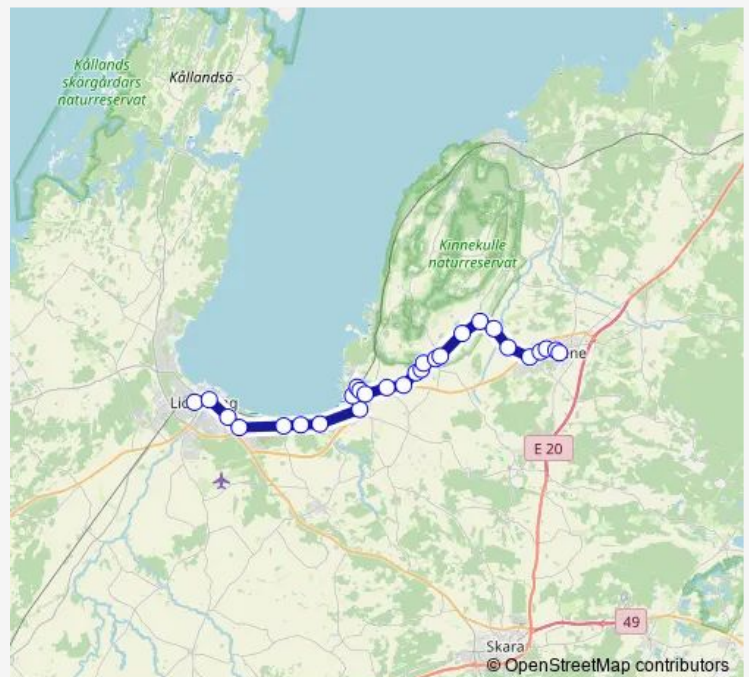 Kållands
skärgårdars
naturreservat
Kållandsö
Kinnekulle
naturreservat
E 20
49
Skara
© OpenStreetMap contributors